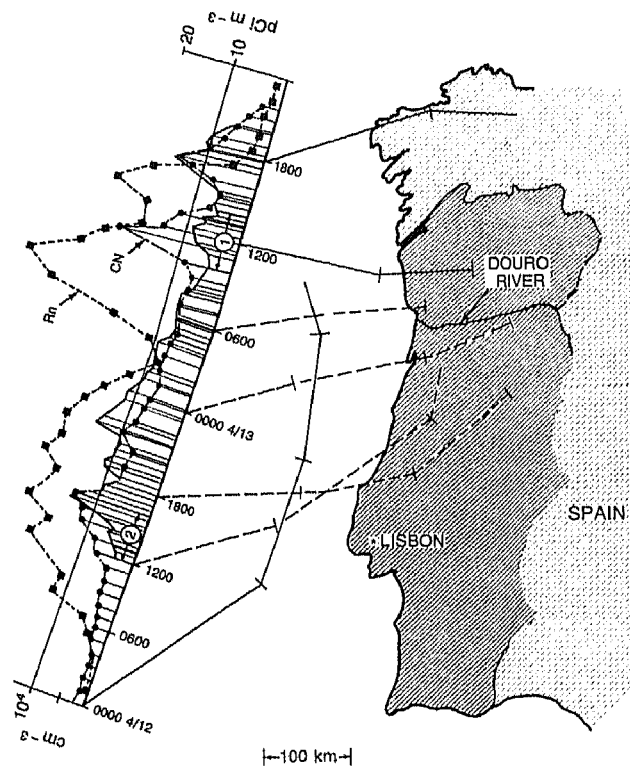 pCi m⁻³
20
10
1800
1
1200
CN
Rn
0600
0000 4/13
1800
2
1200
0600
0000 4/12
10⁴
cm⁻³
DOURO
RIVER
LISBON
SPAIN
100 km